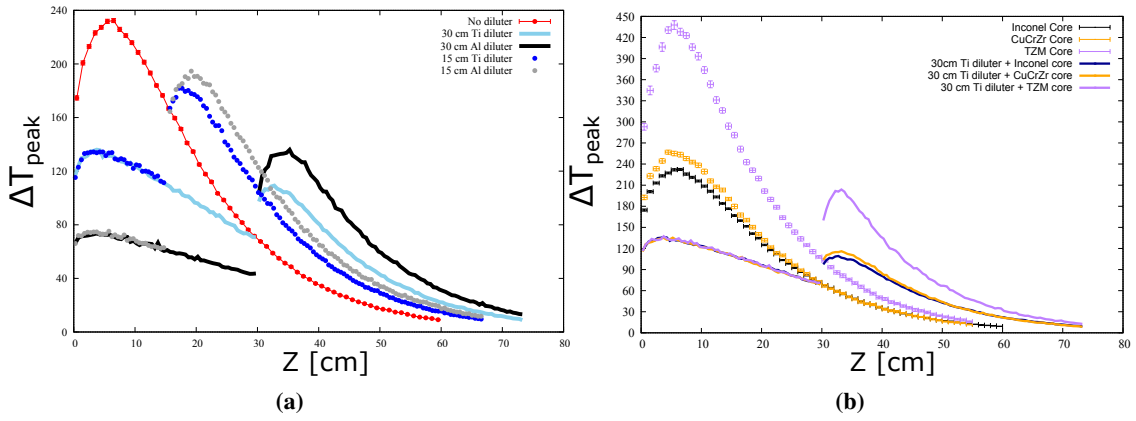 No diluter
30 cm Ti diluter
30 cm Al diluter
15 cm Ti diluter
15 cm Al diluter
ΔTpeak
240
200
160
120
80
40
0
0 10 20 30 40 50 60 70 80
Z [cm]
(a)
Inconel Core
CuCrZr Core
TZM Core
30cm Ti diluter + Inconel core
30 cm Ti diluter + CuCrZr core
30 cm Ti diluter + TZM core
ΔTpeak
450
420
390
360
330
300
270
240
210
180
150
120
90
60
30
0
0 10 20 30 40 50 60 70 80
Z [cm]
(b)